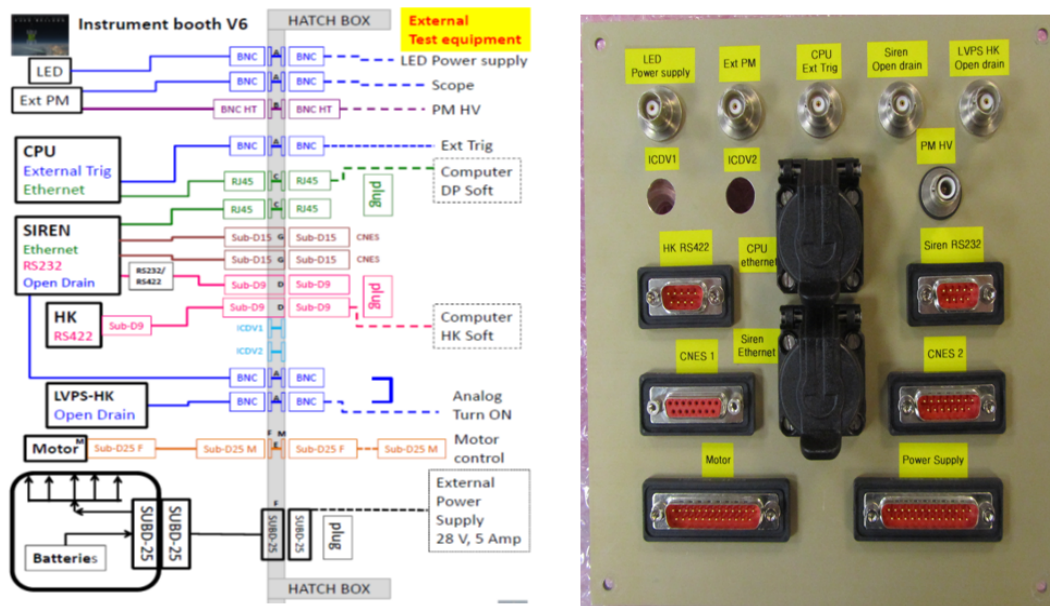 Instrument booth V6
HATCH BOX
External
Test equipment
LED
BNC
A
BNC
LED Power supply
Ext PM
BNC
A
BNC
Scope
BNC HT
B
BNC HT
PM HV
CPU
External Trig
Ethernet
BNC
A
BNC
Ext Trig
RJ45
C
RJ45
Computer
DP Soft
plug
RJ45
C
RJ45
SIREN
Ethernet
RS232
Open Drain
Sub-D15
G
Sub-D15
CNES
Sub-D15
G
Sub-D15
CNES
RS232/
RS422
Sub-D9
D
Sub-D9
plug
HK
RS422
Sub-D9
Sub-D9
D
Sub-D9
Computer
HK Soft
ICDV1
ICDV2
BNC
A
BNC
LVPS-HK
Open Drain
BNC
A
BNC
Analog
Turn ON
F
M
Motor
M
Sub-D25 F
Sub-D25 M
E
Sub-D25 F
Sub-D25 M
Motor
control
Batteries
SUBD-25
SUBD-25
F
SUBD-25
SUBD-25
plug
External
Power
Supply
28 V, 5 Amp
HATCH BOX
LED
Power supply
Ext PM
CPU
Ext Trig
Siren
Open drain
LVPS HK
Open drain
ICDV1
ICDV2
PM HV
HK RS422
CPU
ethernet
Siren RS232
CNES 1
Siren
Ethernet
CNES 2
Motor
Power Supply